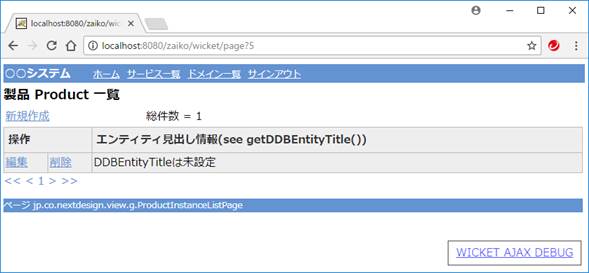 localhost:8080/zaiko/wic
localhost:8080/zaiko/wicket/page?5
〇〇システム ホーム サービス一覧 ドメイン一覧 サインアウト
製品 Product 一覧
新規作成 総件数 = 1
操作 エンティティ見出し情報(see getDDBEntityTitle())
編集 削除 DDBEntityTitleは未設定
<< < 1 > >>
ページ jp.co.nextdesign.view.g.ProductInstanceListPage
WICKET AJAX DEBUG